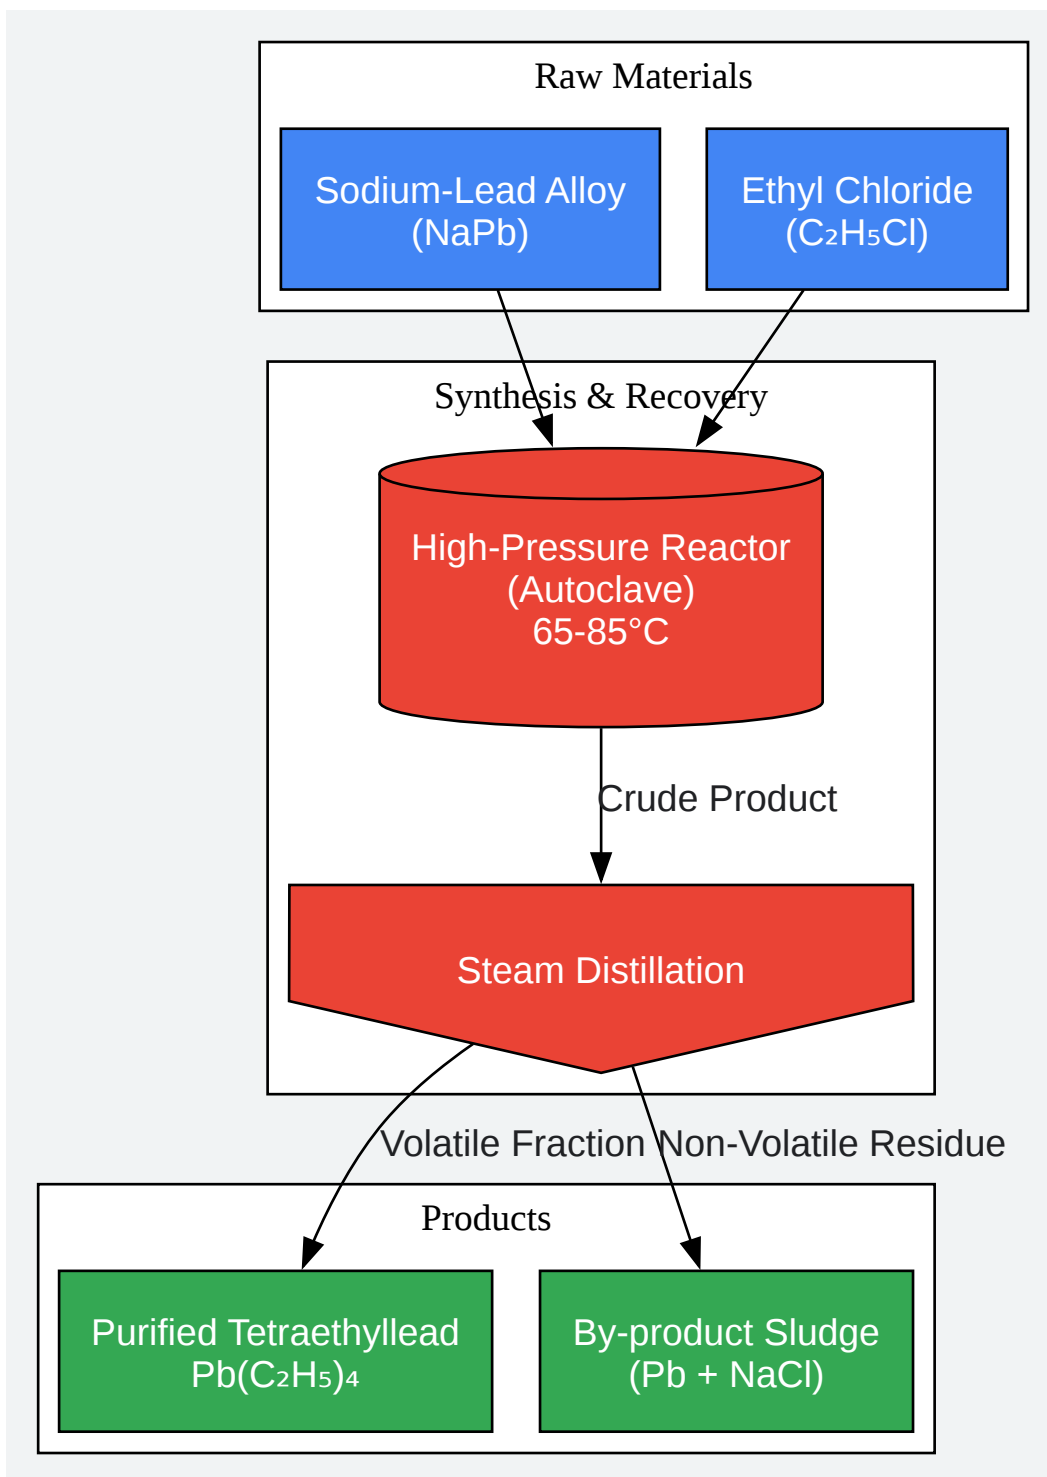 Raw Materials
Sodium-Lead Alloy
(NaPb)
Ethyl Chloride
(C₂H₅Cl)
Synthesis & Recovery
High-Pressure Reactor
(Autoclave)
65-85°C
Crude Product
Steam Distillation
Volatile Fraction
Non-Volatile Residue
Products
Purified Tetraethyllead
Pb(C₂H₅)₄
By-product Sludge
(Pb + NaCl)